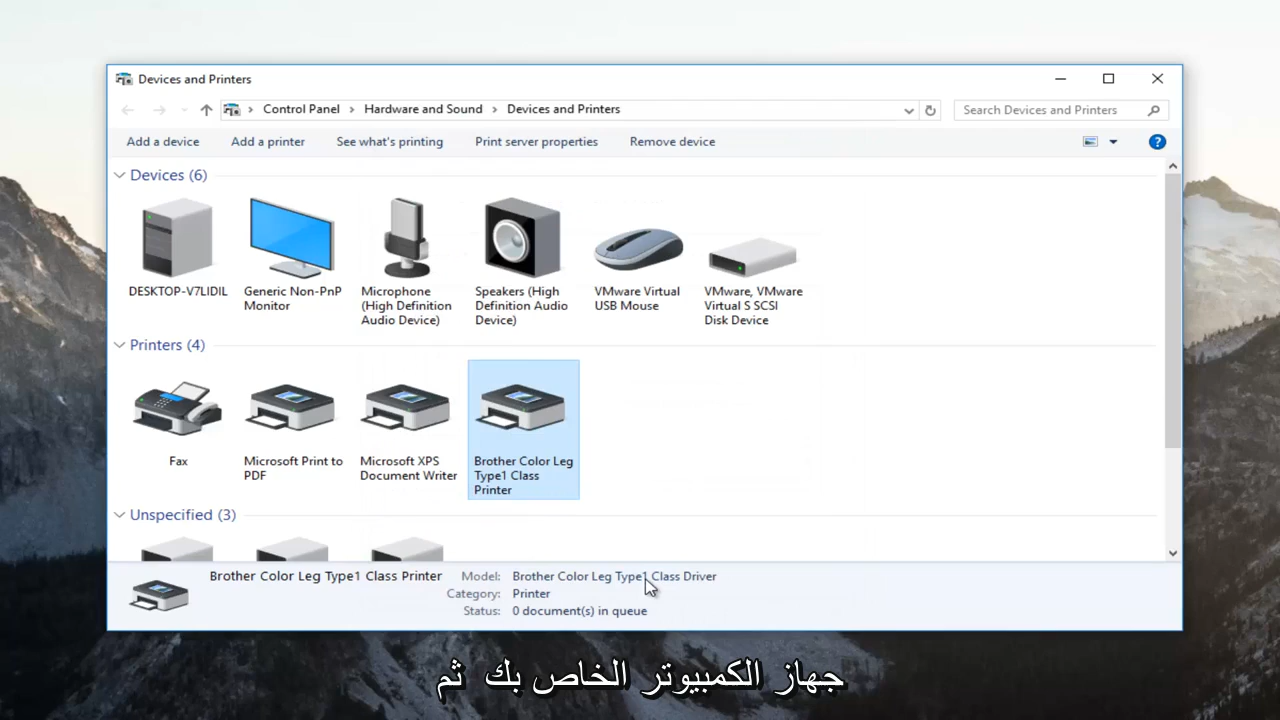 Devices and Printers
Control Panel > Hardware and Sound > Devices and Printers
Search Devices and Printers
Add a device
Add a printer
See what's printing
Print server properties
Remove device
?
Devices (6)
DESKTOP-V7LIDIL
Generic Non-PnP
Monitor
Microphone
(High Definition
Audio Device)
Speakers (High
Definition Audio
Device)
VMware Virtual
USB Mouse
VMware, VMware
Virtual S SCSI
Disk Device
Printers (4)
Fax
Microsoft Print to
PDF
Microsoft XPS
Document Writer
Brother Color Leg
Type1 Class
Printer
Unspecified (3)
Brother Color Leg Type1 Class Printer
Model: Brother Color Leg Type1 Class Driver
Category: Printer
Status: 0 document(s) in queue
جهاز الكمبيوتر الخاص بك ثم